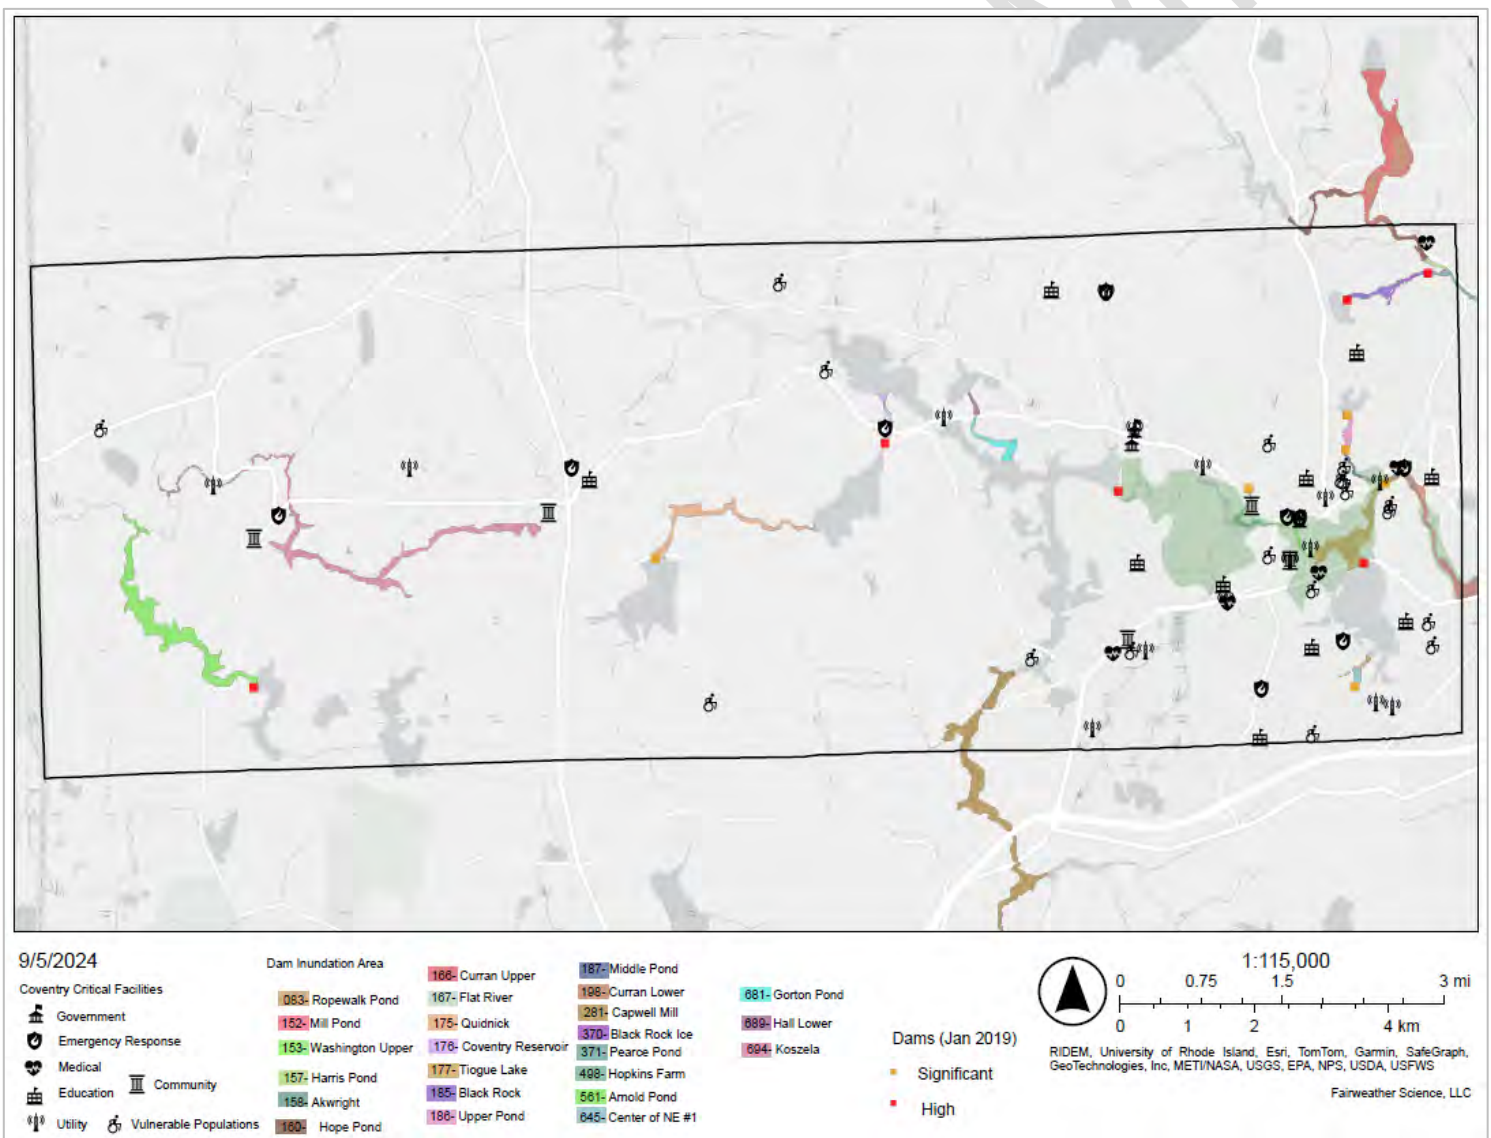 9/5/2024
Coventry Critical Facilities
Government
Emergency Response
Medical
Education
Community
Utility
Vulnerable Populations
Dam Inundation Area
083- Ropewalk Pond
152- Mill Pond
153- Washington Upper
157- Harris Pond
158- Akwright
160- Hope Pond
166- Curran Upper
167- Flat River
175- Quidnick
176- Coventry Reservoir
177- Tiogue Lake
185- Black Rock
186- Upper Pond
187- Middle Pond
198- Curran Lower
281- Capwell Mill
370- Black Rock Ice
371- Pearce Pond
498- Hopkins Farm
561- Arnold Pond
645- Center of NE #1
681- Gorton Pond
689- Hall Lower
694- Koszela
Dams (Jan 2019)
Significant
High
1:115,000
0 0.75 1.5 3 mi
0 1 2 4 km
RIDEM, University of Rhode Island, Esri, TomTom, Garmin, SafeGraph,
GeoTechnologies, Inc, METI/NASA, USGS, EPA, NPS, USDA, USFWS
Fairweather Science, LLC